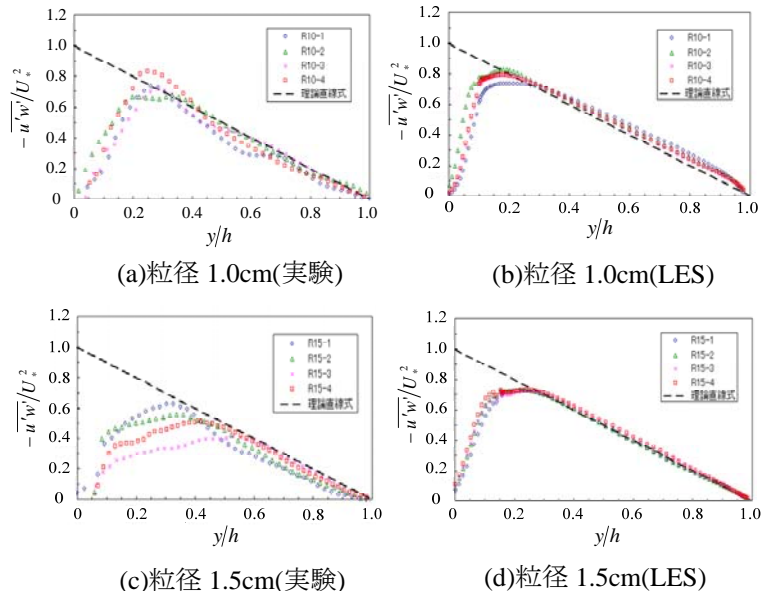 1.2
1.0
0.8
0.6
0.4
0.2
0
0 0.2 0.4 0.6 0.8 1.0
-u'w'/U*²
y/h
R10-1
R10-2
R10-3
R10-4
理論直線式
(a)粒径 1.0cm(実験)
1.2
1.0
0.8
0.6
0.4
0.2
0
0 0.2 0.4 0.6 0.8 1.0
-u'w'/U*²
y/h
R10-1
R10-2
R10-3
R10-4
理論直線式
(b)粒径 1.0cm(LES)
1.2
1.0
0.8
0.6
0.4
0.2
0
0 0.2 0.4 0.6 0.8 1.0
-u'w'/U*²
y/h
R15-1
R15-2
R15-3
R15-4
理論直線式
(c)粒径 1.5cm(実験)
1.2
1.0
0.8
0.6
0.4
0.2
0
0 0.2 0.4 0.6 0.8 1.0
-u'w'/U*²
y/h
R15-1
R15-2
R15-3
R15-4
理論直線式
(d)粒径 1.5cm(LES)